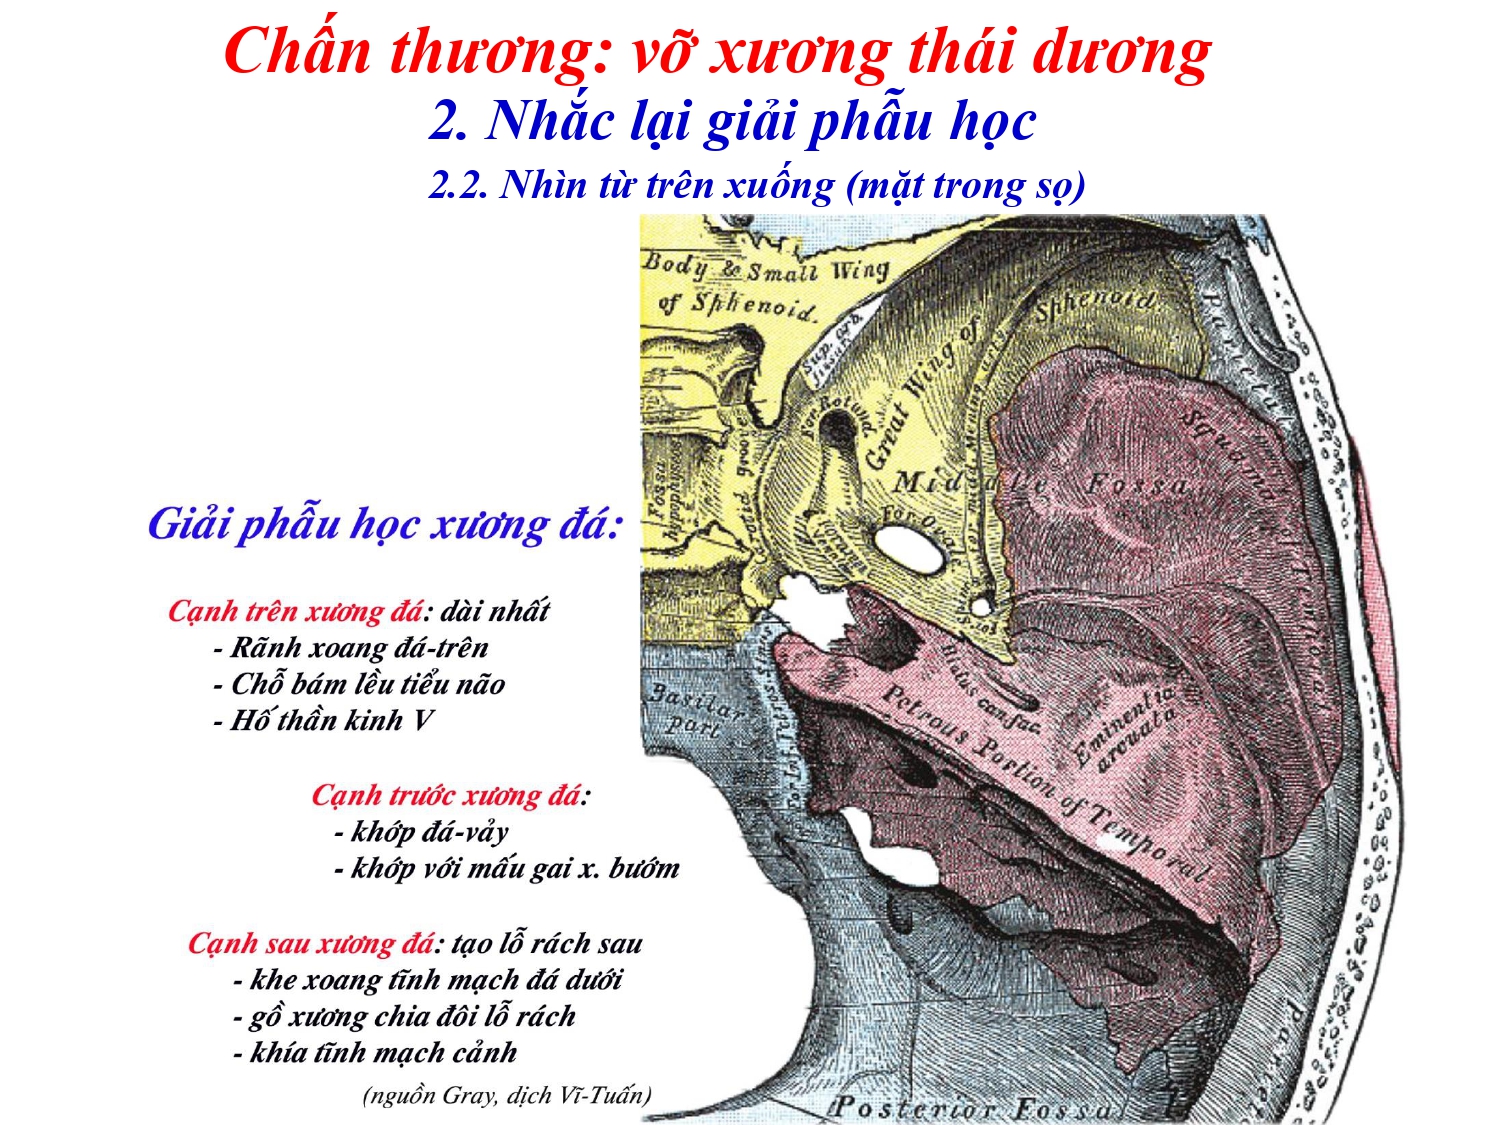 Chấn thương: vỡ xương thái dương
2. Nhắc lại giải phẫu học
2.2. Nhìn từ trên xuống (mặt trong sọ)
Body & Small Wing
of Sphenoid.
Sup. orb.
fissure
Great Wing of
Sphenoid.
Parietal
For. Rotund.
Squama of Temporal
Middle Fossa
For. Ovale
Fossa
hypophyseos
Carotid groove
Giải phẫu học xương đá:
Cạnh trên xương đá: dài nhất
- Rãnh xoang đá-trên
- Chỗ bám lều tiểu não
- Hố thần kinh V
Basilar
part
Hiatus can. fac.
Eminentia
arcuata
Petrous Portion of Temporal
Cạnh trước xương đá:
- khớp đá-vảy
- khớp với mấu gai x. bướm
Cạnh sau xương đá: tạo lỗ rách sau
- khe xoang tĩnh mạch đá dưới
- gồ xương chia đôi lỗ rách
- khía tĩnh mạch cảnh
(nguồn Gray, dịch Vĩ-Tuấn)
Posterior Fossa